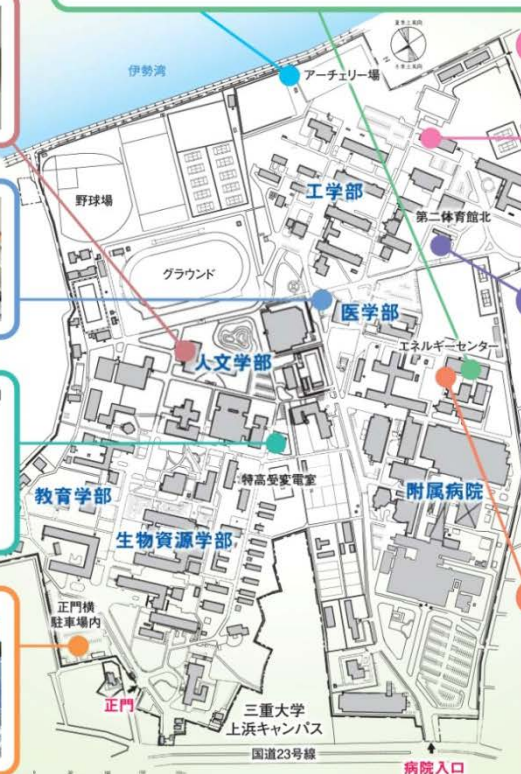 伊勢湾
アーチェリー場
工学部
野球場
第二体育館北
グラウンド
医学部
エネルギーセンター
人文学部
特高受変電室
教育学部
附属病院
生物資源学部
正門横
駐車場内
正門
三重大学
上浜キャンパス
国道23号線
病院入口